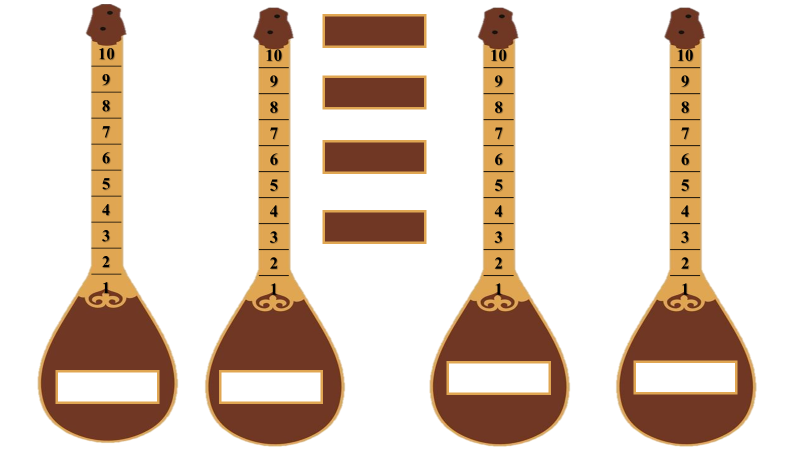 10 10 10 10
9 9 9 9
8 8 8 8
7 7 7 7
6 6 6 6
5 5 5 5
4 4 4 4
3 3 3 3
2 2 2 2
1 1 1 1